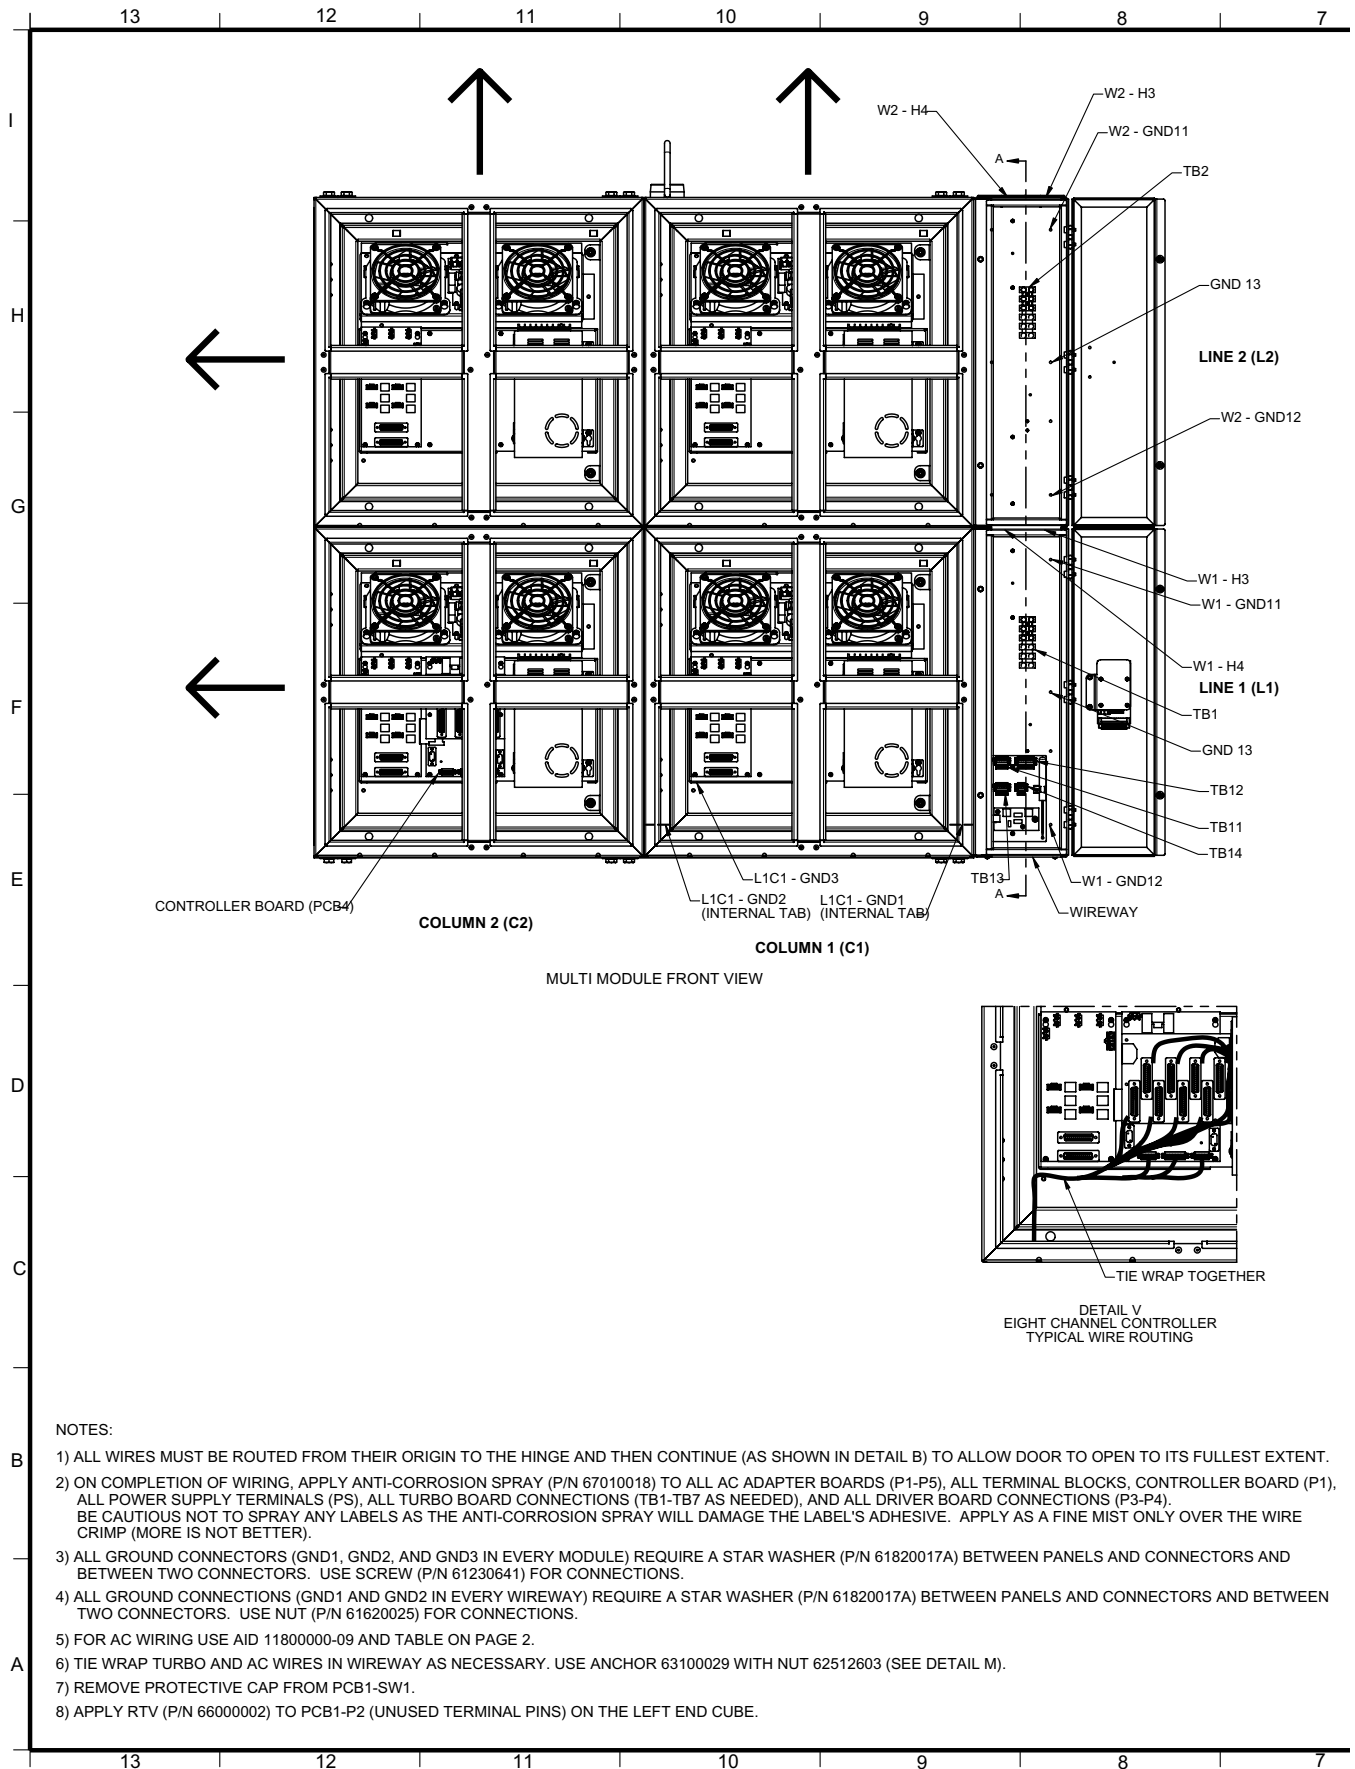 13 12 11 10 9 8 7
I
H
G
F
E
D
C
B
A
W2 - H3
W2 - H4
W2 - GND11
A
TB2
GND 13
LINE 2 (L2)
W2 - GND12
W1 - H3
W1 - GND11
W1 - H4
LINE 1 (L1)
TB1
GND 13
TB12
TB11
TB14
TB13
W1 - GND12
A
WIREWAY
L1C1 - GND3
L1C1 - GND2
(INTERNAL TAB)
L1C1 - GND1
(INTERNAL TAB)
CONTROLLER BOARD (PCB4)
COLUMN 2 (C2)
COLUMN 1 (C1)
MULTI MODULE FRONT VIEW
TIE WRAP TOGETHER
DETAIL V
EIGHT CHANNEL CONTROLLER
TYPICAL WIRE ROUTING
NOTES:
1) ALL WIRES MUST BE ROUTED FROM THEIR ORIGIN TO THE HINGE AND THEN CONTINUE (AS SHOWN IN DETAIL B) TO ALLOW DOOR TO OPEN TO ITS FULLEST EXTENT.
2) ON COMPLETION OF WIRING, APPLY ANTI-CORROSION SPRAY (P/N 67010018) TO ALL AC ADAPTER BOARDS (P1-P5), ALL TERMINAL BLOCKS, CONTROLLER BOARD (P1),
ALL POWER SUPPLY TERMINALS (PS), ALL TURBO BOARD CONNECTIONS (TB1-TB7 AS NEEDED), AND ALL DRIVER BOARD CONNECTIONS (P3-P4).
BE CAUTIOUS NOT TO SPRAY ANY LABELS AS THE ANTI-CORROSION SPRAY WILL DAMAGE THE LABEL'S ADHESIVE. APPLY AS A FINE MIST ONLY OVER THE WIRE
CRIMP (MORE IS NOT BETTER).
3) ALL GROUND CONNECTORS (GND1, GND2, AND GND3 IN EVERY MODULE) REQUIRE A STAR WASHER (P/N 61820017A) BETWEEN PANELS AND CONNECTORS AND
BETWEEN TWO CONNECTORS. USE SCREW (P/N 61230641) FOR CONNECTIONS.
4) ALL GROUND CONNECTIONS (GND1 AND GND2 IN EVERY WIREWAY) REQUIRE A STAR WASHER (P/N 61820017A) BETWEEN PANELS AND CONNECTORS AND BETWEEN
TWO CONNECTORS. USE NUT (P/N 61620025) FOR CONNECTIONS.
5) FOR AC WIRING USE AID 11800000-09 AND TABLE ON PAGE 2.
6) TIE WRAP TURBO AND AC WIRES IN WIREWAY AS NECESSARY. USE ANCHOR 63100029 WITH NUT 62512603 (SEE DETAIL M).
7) REMOVE PROTECTIVE CAP FROM PCB1-SW1.
8) APPLY RTV (P/N 66000002) TO PCB1-P2 (UNUSED TERMINAL PINS) ON THE LEFT END CUBE.
13 12 11 10 9 8 7